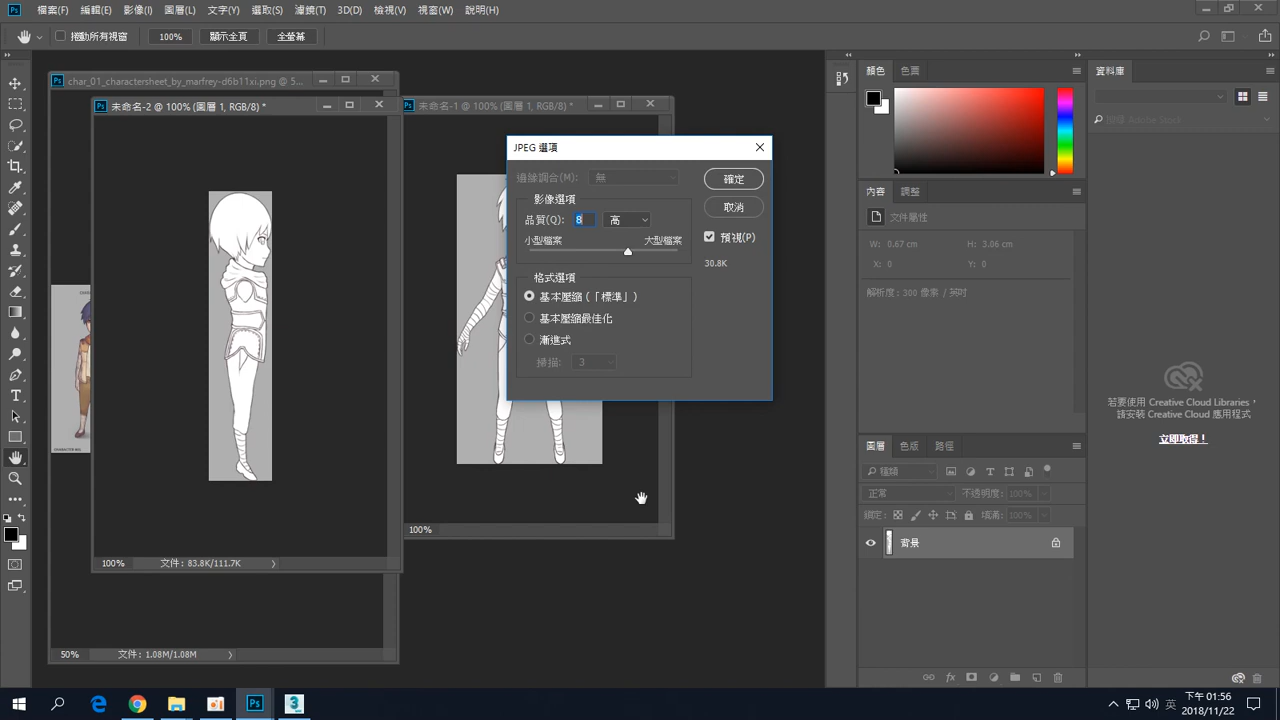 Ps 檔案(F) 編輯(E) 影像(I) 圖層(L) 文字(Y) 選取(S) 濾鏡(T) 3D(D) 檢視(V) 視窗(W) 說明(H)
捲動所有視窗 100% 顯示全頁 全螢幕
char_01_charactersheet_by_marfrey-d6b11xi.png @ 5...
未命名-2 @ 100% (圖層 1, RGB/8) *
未命名-1 @ 100% (圖層 1, RGB/8) *
JPEG 選項
邊緣調合(M): 無
確定
影像選項
取消
品質(Q): 8 高
預視(P)
小型檔案 大型檔案
30.8K
格式選項
基本壓縮 (「標準」)
基本壓縮最佳化
漸進式
掃描: 3
100%
100% 文件: 83.8K/111.7K
50% 文件: 1.08M/1.08M
顏色 色票
內容 調整
文件屬性
W: 0.67 cm H: 3.06 cm
X: 0 Y: 0
解析度: 300 像素 / 英吋
圖層 色版 路徑
種類
正常 不透明度: 100%
鎖定: 填滿: 100%
背景
fx
資料庫
搜尋 Adobe Stock
若要使用 Creative Cloud Libraries，
請安裝 Creative Cloud 應用程式
立即取得！
英
下午 01:56
2018/11/22